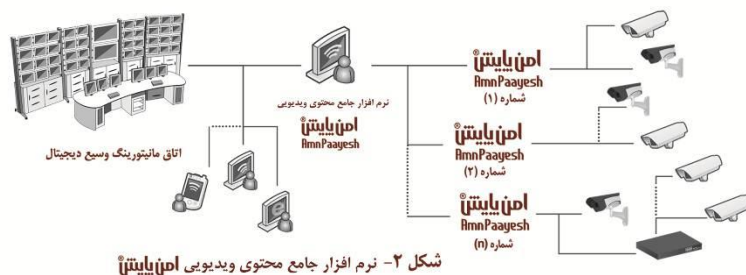 اتاق مانیتورینگ وسیع دیجیتال
نرم افزار جامع محتوی ویدیویی
امن پایش®
AmnPaayesh
امن پایش®
AmnPaayesh
شماره (۱)
امن پایش®
AmnPaayesh
شماره (۲)
امن پایش®
AmnPaayesh
شماره (n)
شکل ۲- نرم افزار جامع محتوی ویدیویی امن پایش®